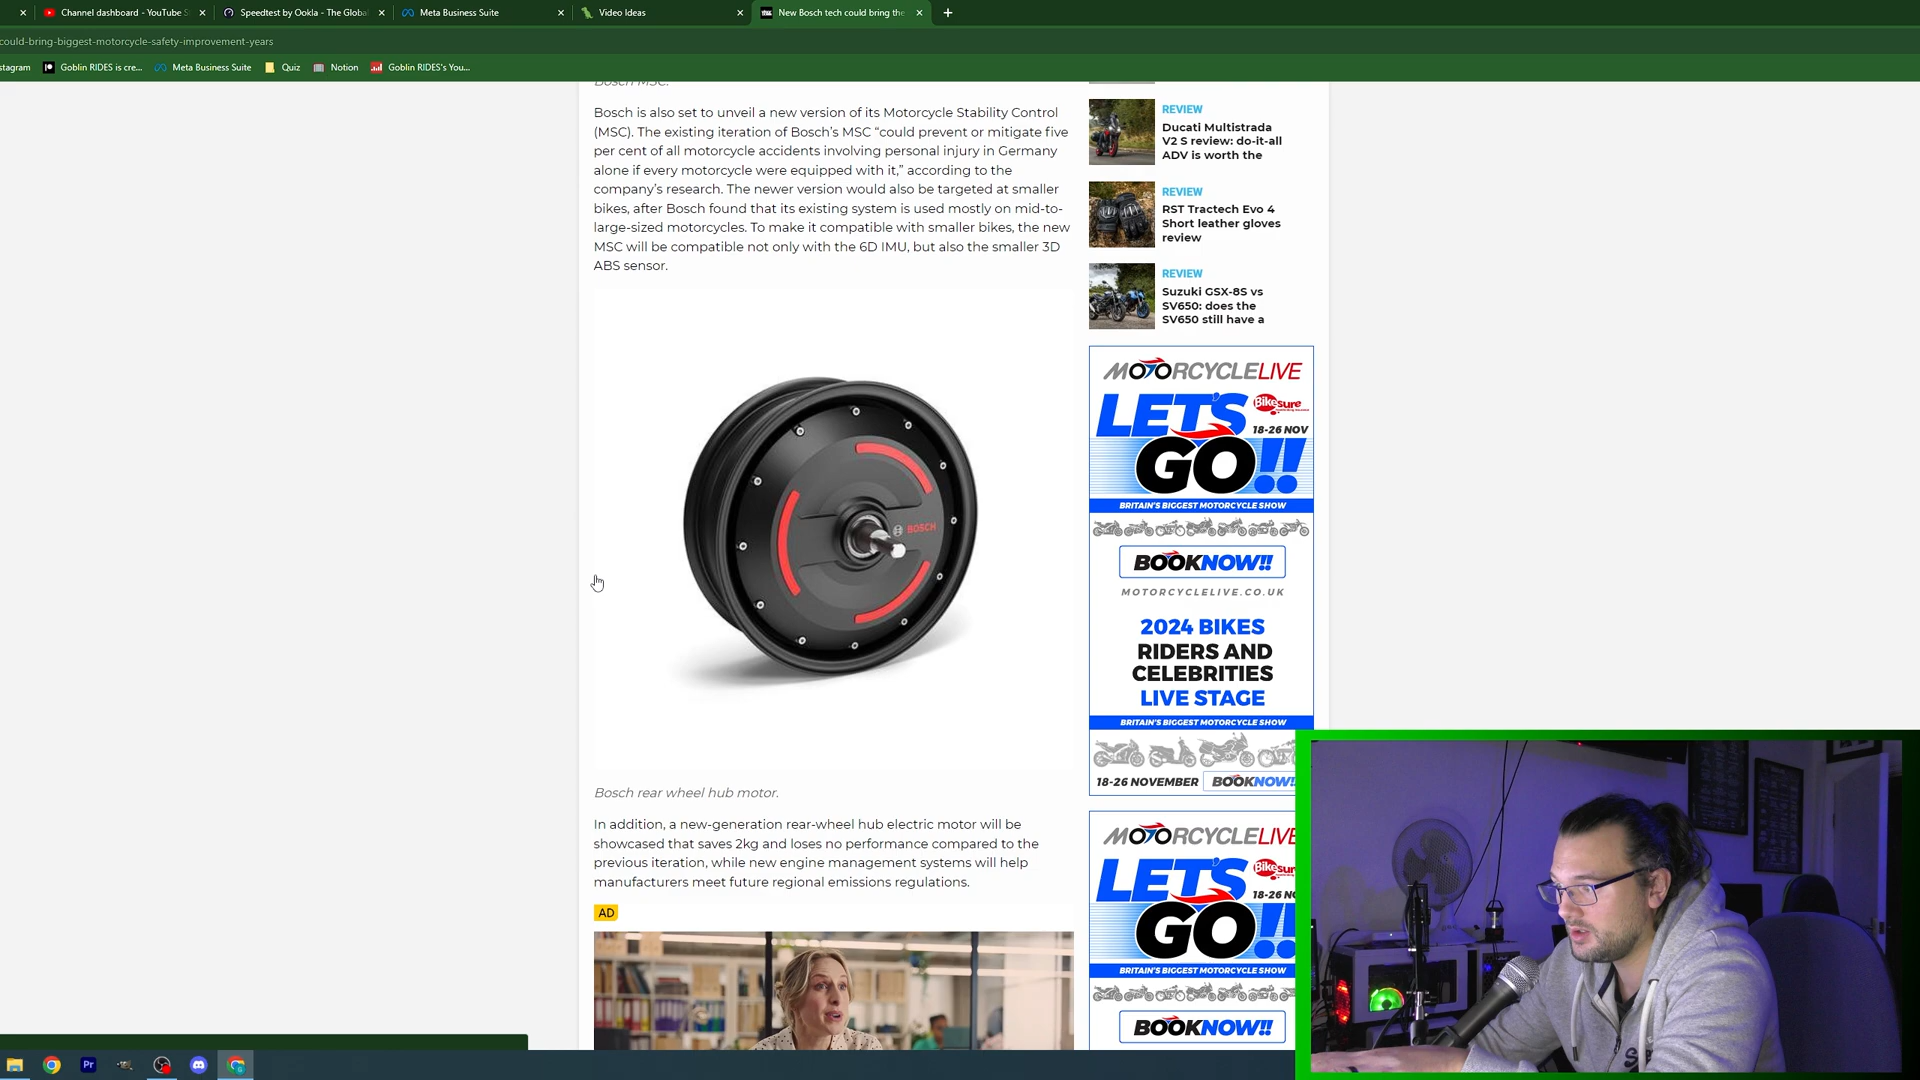 Channel dashboard - YouTube S
Speedtest by Ookla - The Globa
Meta Business Suite
Video Ideas
New Bosch tech could bring the
could-bring-biggest-motorcycle-safety-improvement-years
stagram
Goblin RIDES is cre...
Meta Business Suite
Quiz
Notion
Goblin RIDES's You...
Bosch MSC.
Bosch is also set to unveil a new version of its Motorcycle Stability Control
(MSC). The existing iteration of Bosch’s MSC “could prevent or mitigate five
per cent of all motorcycle accidents involving personal injury in Germany
alone if every motorcycle were equipped with it,” according to the
company’s research. The newer version would also be targeted at smaller
bikes, after Bosch found that its existing system is used mostly on mid-to-
large-sized motorcycles. To make it compatible with smaller bikes, the new
MSC will be compatible not only with the 6D IMU, but also the smaller 3D
ABS sensor.
BOSCH
Bosch rear wheel hub motor.
In addition, a new-generation rear-wheel hub electric motor will be
showcased that saves 2kg and loses no performance compared to the
previous iteration, while new engine management systems will help
manufacturers meet future regional emissions regulations.
AD
REVIEW
Ducati Multistrada
V2 S review: do-it-all
ADV is worth the
REVIEW
RST Tractech Evo 4
Short leather gloves
review
REVIEW
Suzuki GSX-8S vs
SV650: does the
SV650 still have a
MOTORCYCLELIVE
LET'S
Bikesure
18-26 NOV
GO!!
BRITAIN'S BIGGEST MOTORCYCLE SHOW
BOOKNOW!!
MOTORCYCLELIVE.CO.UK
2024 BIKES
RIDERS AND
CELEBRITIES
LIVE STAGE
BRITAIN'S BIGGEST MOTORCYCLE SHOW
18-26 NOVEMBER
BOOKNOW!!
MOTORCYCLELIVE
LET'S
Bikesure
18-26 NO
GO!!
BRITAIN'S BIGGEST MOTORCYCLE SHOW
BOOKNOW!!
Pr